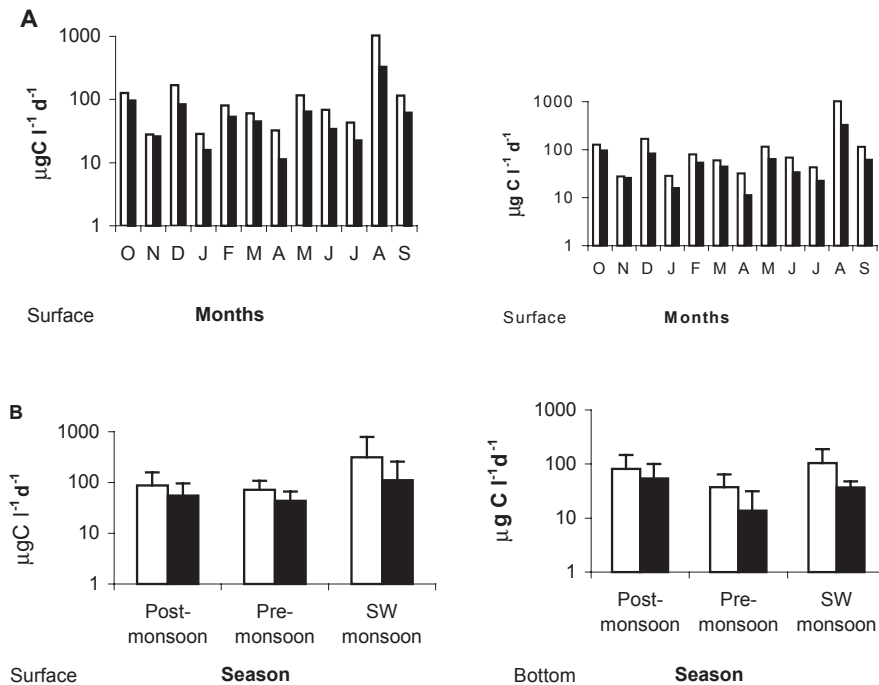 A
µgC l-1 d-1
1000
100
10
1
O N D J F M A M J J A S
Surface Months
µg C l-1 d-1
1000
100
10
1
O N D J F M A M J J A S
Surface Months
B
µgC l-1d-1
1000
100
10
1
Post-
monsoon
Pre-
monsoon
SW
monsoon
Surface Season
µg C l-1d-1
1000
100
10
1
Post-
monsoon
Pre-
monsoon
SW
monsoon
Bottom Season